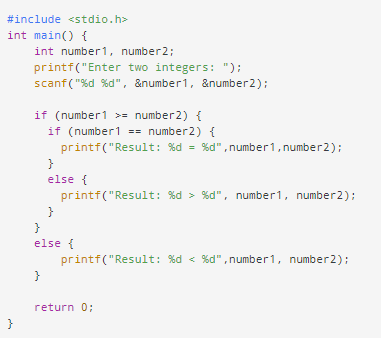 #include <stdio.h>
int main() {
    int number1, number2;
    printf("Enter two integers: ");
    scanf("%d %d", &number1, &number2);

    if (number1 >= number2) {
      if (number1 == number2) {
        printf("Result: %d = %d",number1,number2);
      }
      else {
        printf("Result: %d > %d", number1, number2);
      }
    }
    else {
        printf("Result: %d < %d",number1, number2);
    }

    return 0;
}